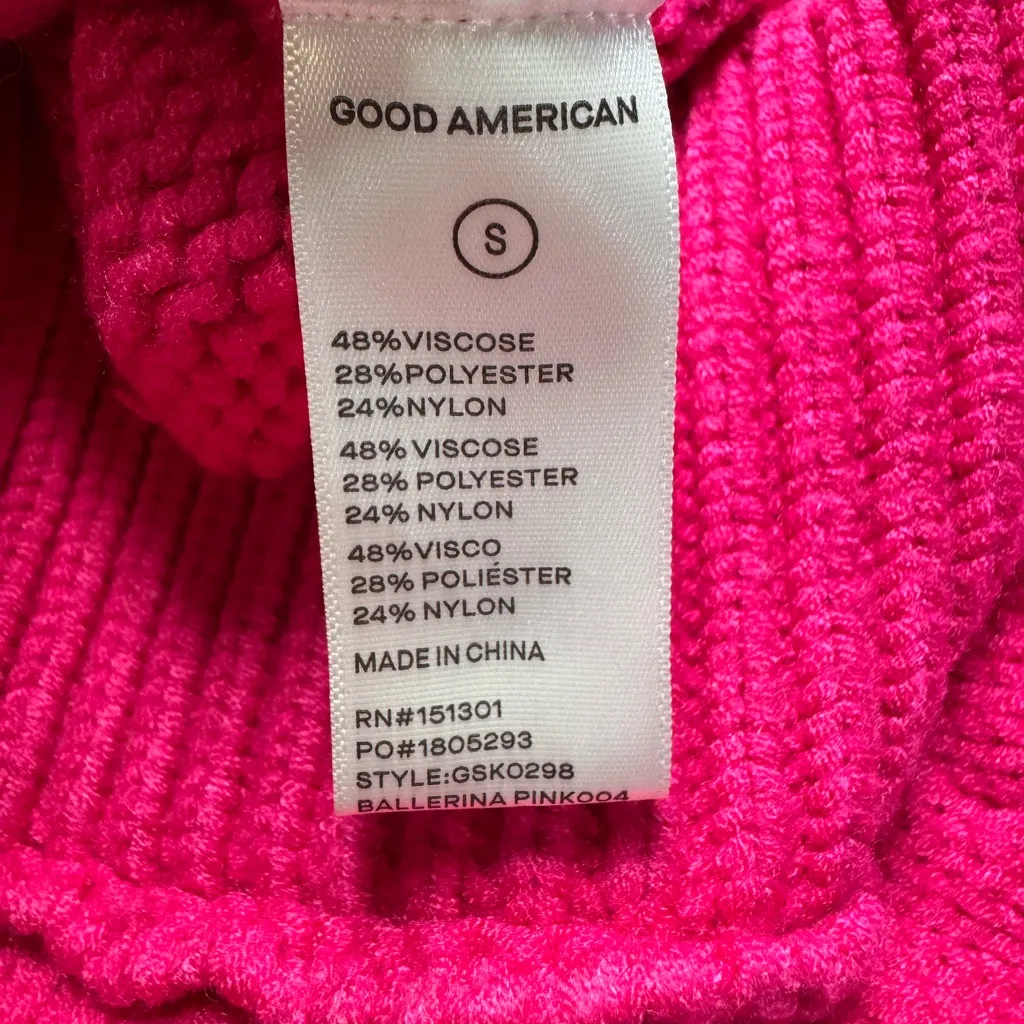 GOOD AMERICAN
S
48%VISCOSE
28%POLYESTER
24%NYLON
48% VISCOSE
28% POLYESTER
24% NYLON
48%VISCO
28% POLIÉSTER
24% NYLON
MADE IN CHINA
RN#151301
PO#1805293
STYLE:GSK0298
BALLERINA PINK004